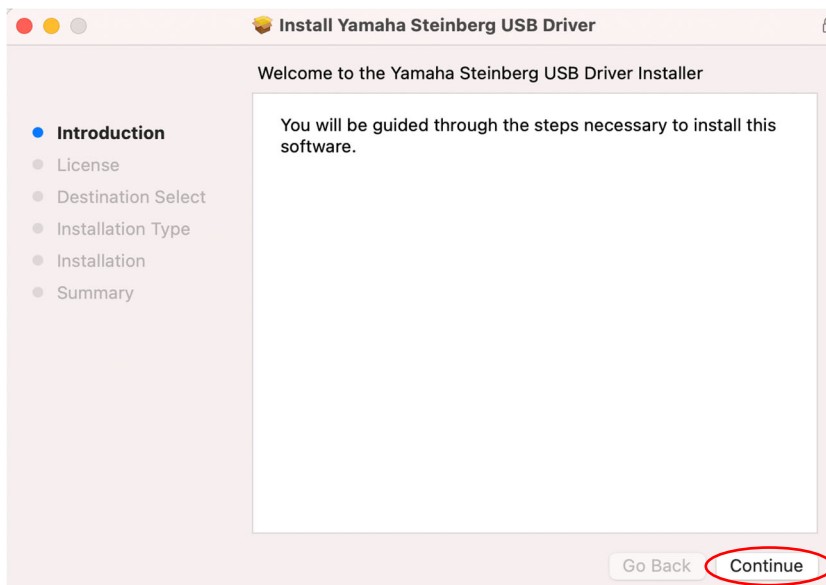 Install Yamaha Steinberg USB Driver
Welcome to the Yamaha Steinberg USB Driver Installer
Introduction
License
Destination Select
Installation Type
Installation
Summary
You will be guided through the steps necessary to install this
software.
Go Back
Continue